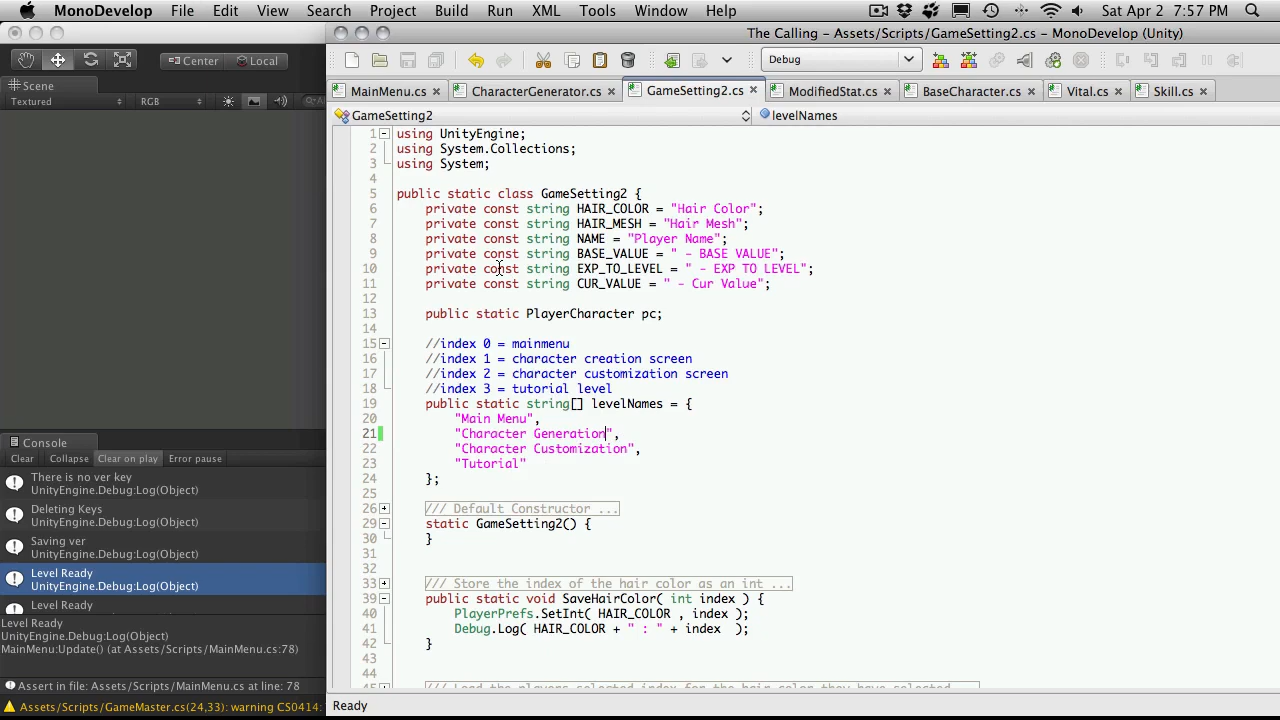 MonoDevelop File Edit View Search Project Build Run XML Tools Window Help Sat Apr 2 7:57 PM
The Calling – Assets/Scripts/GameSetting2.cs – MonoDevelop (Unity)
Center Local
Debug
Scene
MainMenu.cs CharacterGenerator.cs GameSetting2.cs ModifiedStat.cs BaseCharacter.cs Vital.cs Skill.cs
Textured RGB
GameSetting2 levelNames
1 using UnityEngine;
2 using System.Collections;
3 using System;
4
5 public static class GameSetting2 {
6 private const string HAIR_COLOR = "Hair Color";
7 private const string HAIR_MESH = "Hair Mesh";
8 private const string NAME = "Player Name";
9 private const string BASE_VALUE = " - BASE VALUE";
10 private const string EXP_TO_LEVEL = " - EXP TO LEVEL";
11 private const string CUR_VALUE = " - Cur Value";
12
13 public static PlayerCharacter pc;
14
15 //index 0 = mainmenu
16 //index 1 = character creation screen
17 //index 2 = character customization screen
18 //index 3 = tutorial level
19 public static string[] levelNames = {
20 "Main Menu",
21 "Character Generation",
22 "Character Customization",
23 "Tutorial"
24 };
25
26 /// Default Constructor ...
29 static GameSetting2() {
30 }
31
32
33 /// Store the index of the hair color as an int ...
39 public static void SaveHairColor( int index ) {
40 PlayerPrefs.SetInt( HAIR_COLOR , index );
41 Debug.Log( HAIR_COLOR + " : " + index );
42 }
43
44
45 /// Load the players selected index for the hair color they have selected ...
Console
Clear Collapse Clear on play Error pause
There is no ver key
UnityEngine.Debug:Log(Object)
Deleting Keys
UnityEngine.Debug:Log(Object)
Saving ver
UnityEngine.Debug:Log(Object)
Level Ready
UnityEngine.Debug:Log(Object)
Level Ready
Level Ready
UnityEngine.Debug:Log(Object)
MainMenu:Update() (at Assets/Scripts/MainMenu.cs:78)
Assert in file: Assets/Scripts/MainMenu.cs at line: 78
Assets/Scripts/GameMaster.cs(24,33): warning CS0414:
Ready